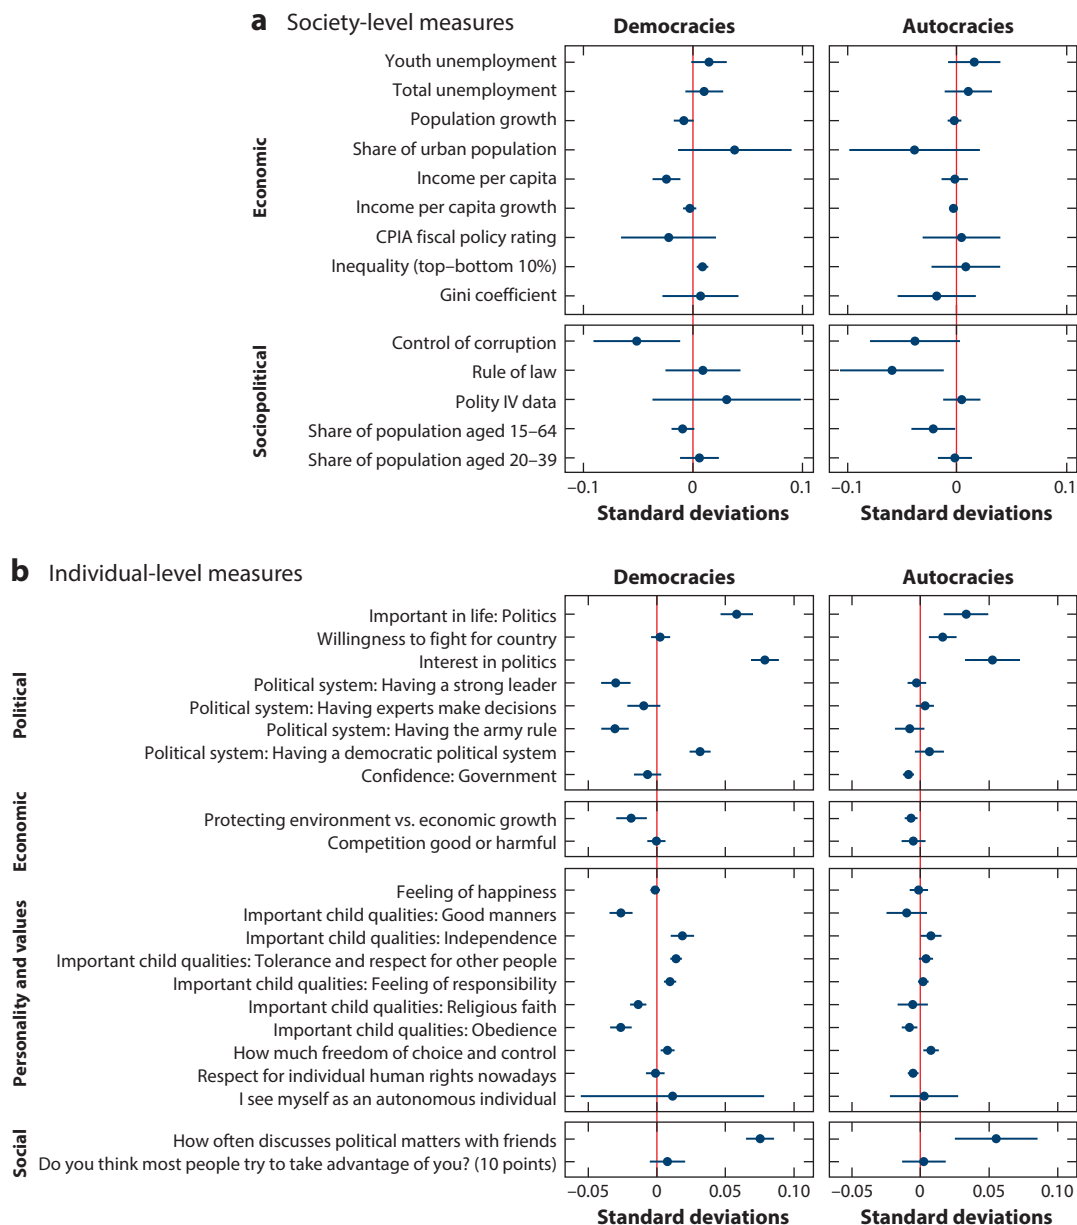 a Society-level measures
Democracies
Autocracies
Economic
Youth unemployment
Total unemployment
Population growth
Share of urban population
Income per capita
Income per capita growth
CPIA fiscal policy rating
Inequality (top–bottom 10%)
Gini coefficient
Sociopolitical
Control of corruption
Rule of law
Polity IV data
Share of population aged 15–64
Share of population aged 20–39
−0.1 0 0.1
−0.1 0 0.1
Standard deviations
Standard deviations
b Individual-level measures
Democracies
Autocracies
Political
Important in life: Politics
Willingness to fight for country
Interest in politics
Political system: Having a strong leader
Political system: Having experts make decisions
Political system: Having the army rule
Political system: Having a democratic political system
Confidence: Government
Economic
Protecting environment vs. economic growth
Competition good or harmful
Personality and values
Feeling of happiness
Important child qualities: Good manners
Important child qualities: Independence
Important child qualities: Tolerance and respect for other people
Important child qualities: Feeling of responsibility
Important child qualities: Religious faith
Important child qualities: Obedience
How much freedom of choice and control
Respect for individual human rights nowadays
I see myself as an autonomous individual
Social
How often discusses political matters with friends
Do you think most people try to take advantage of you? (10 points)
−0.05 0 0.05 0.10
−0.05 0 0.05 0.10
Standard deviations
Standard deviations